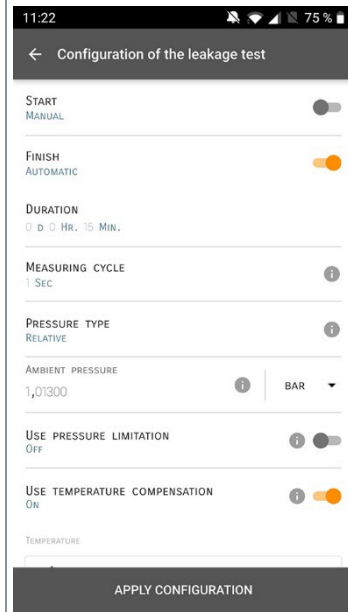 11:22 75 %
Configuration of the leakage test
START
MANUAL
FINISH
AUTOMATIC
DURATION
0 D 0 HR. 15 MIN.
MEASURING CYCLE
1 SEC
PRESSURE TYPE
RELATIVE
AMBIENT PRESSURE
1,01300 BAR
USE PRESSURE LIMITATION
OFF
USE TEMPERATURE COMPENSATION
ON
TEMPERATURE
APPLY CONFIGURATION